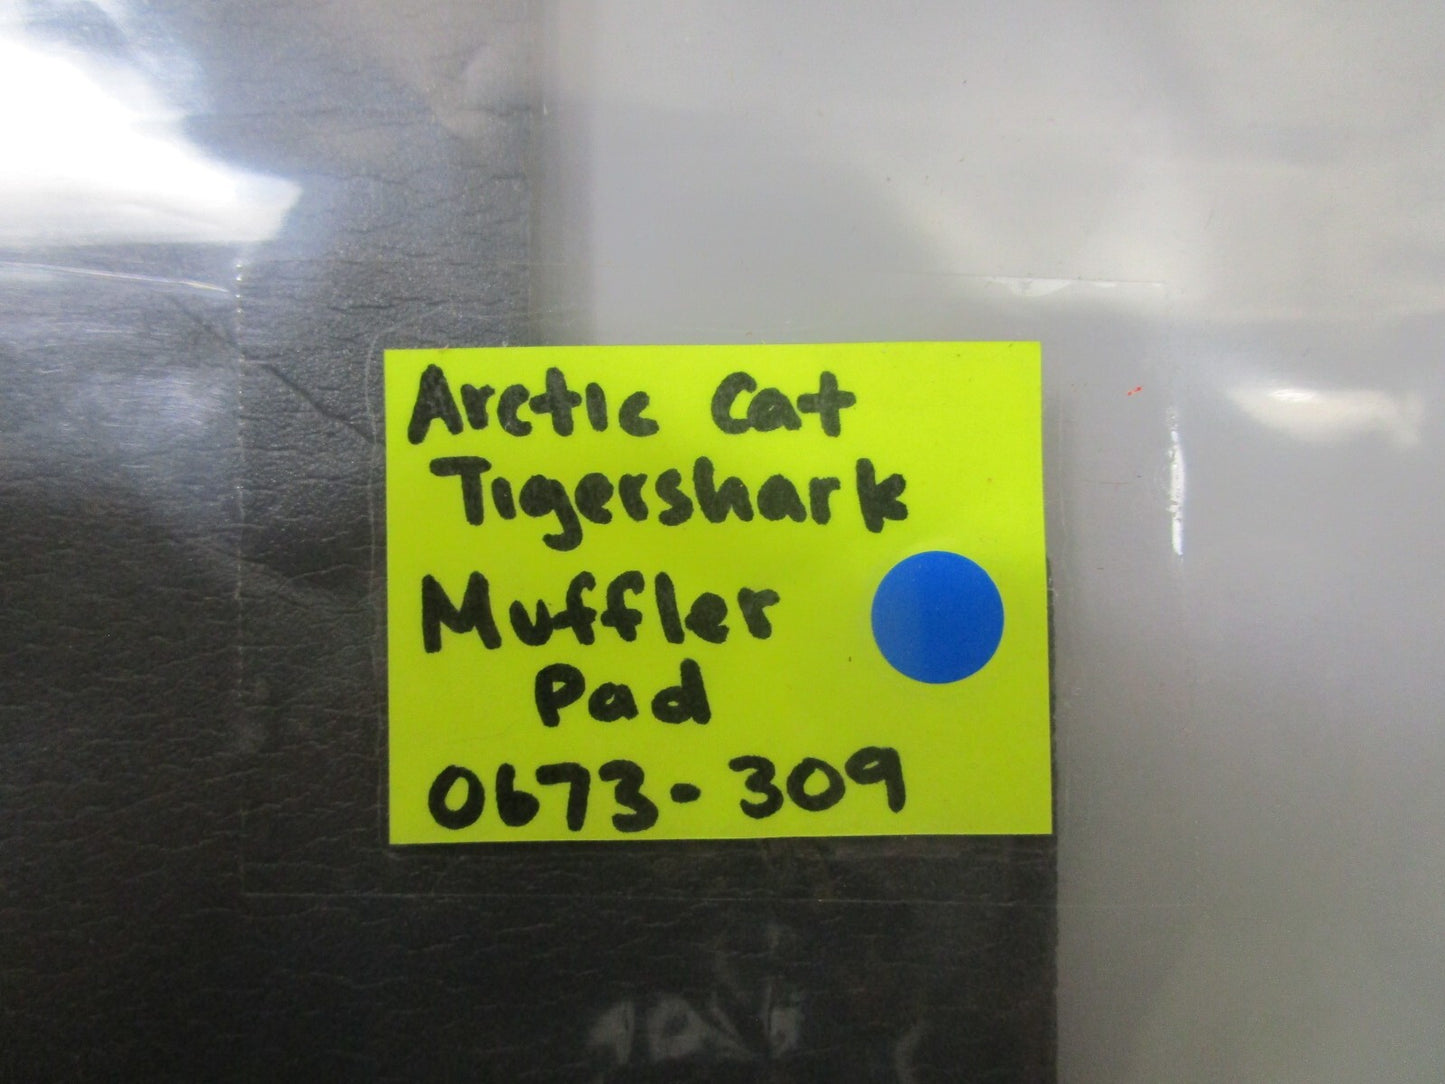 Arctic Cat
Tigershark
Muffler
Pad
0673-309